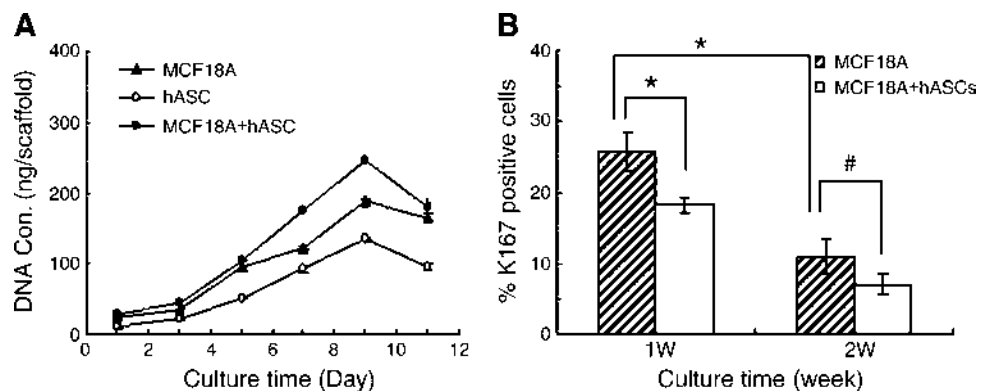 A
DNA Con. (ng/scaffold)
400
300
200
100
0
MCF18A
hASC
MCF18A+hASC
0 2 4 6 8 10 12
Culture time (Day)
B
% K167 positive cells
40
30
20
10
0
*
MCF18A
MCF18A+hASCs
*
#
1W 2W
Culture time (week)